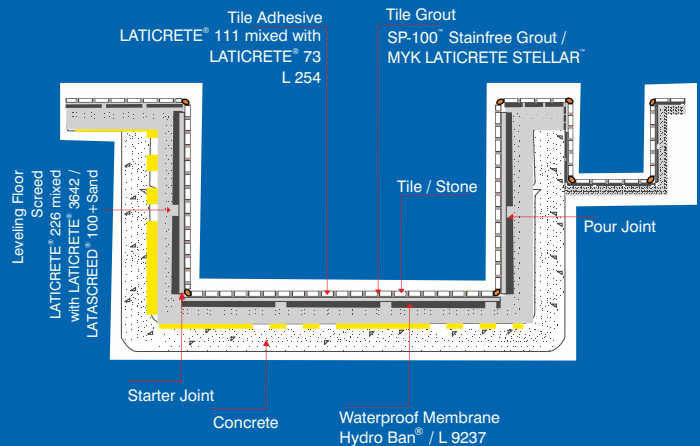 Tile Adhesive
LATICRETE® 111 mixed with
LATICRETE® 73
L 254
Tile Grout
SP-100™ Stainfree Grout /
MYK LATICRETE STELLAR™
Leveling Floor
Screed
LATICRETE® 226 mixed
with LATICRETE® 3642 /
LATASCREED® 100+Sand
Tile / Stone
Pour Joint
Starter Joint
Concrete
Waterproof Membrane
Hydro Ban® / L 9237